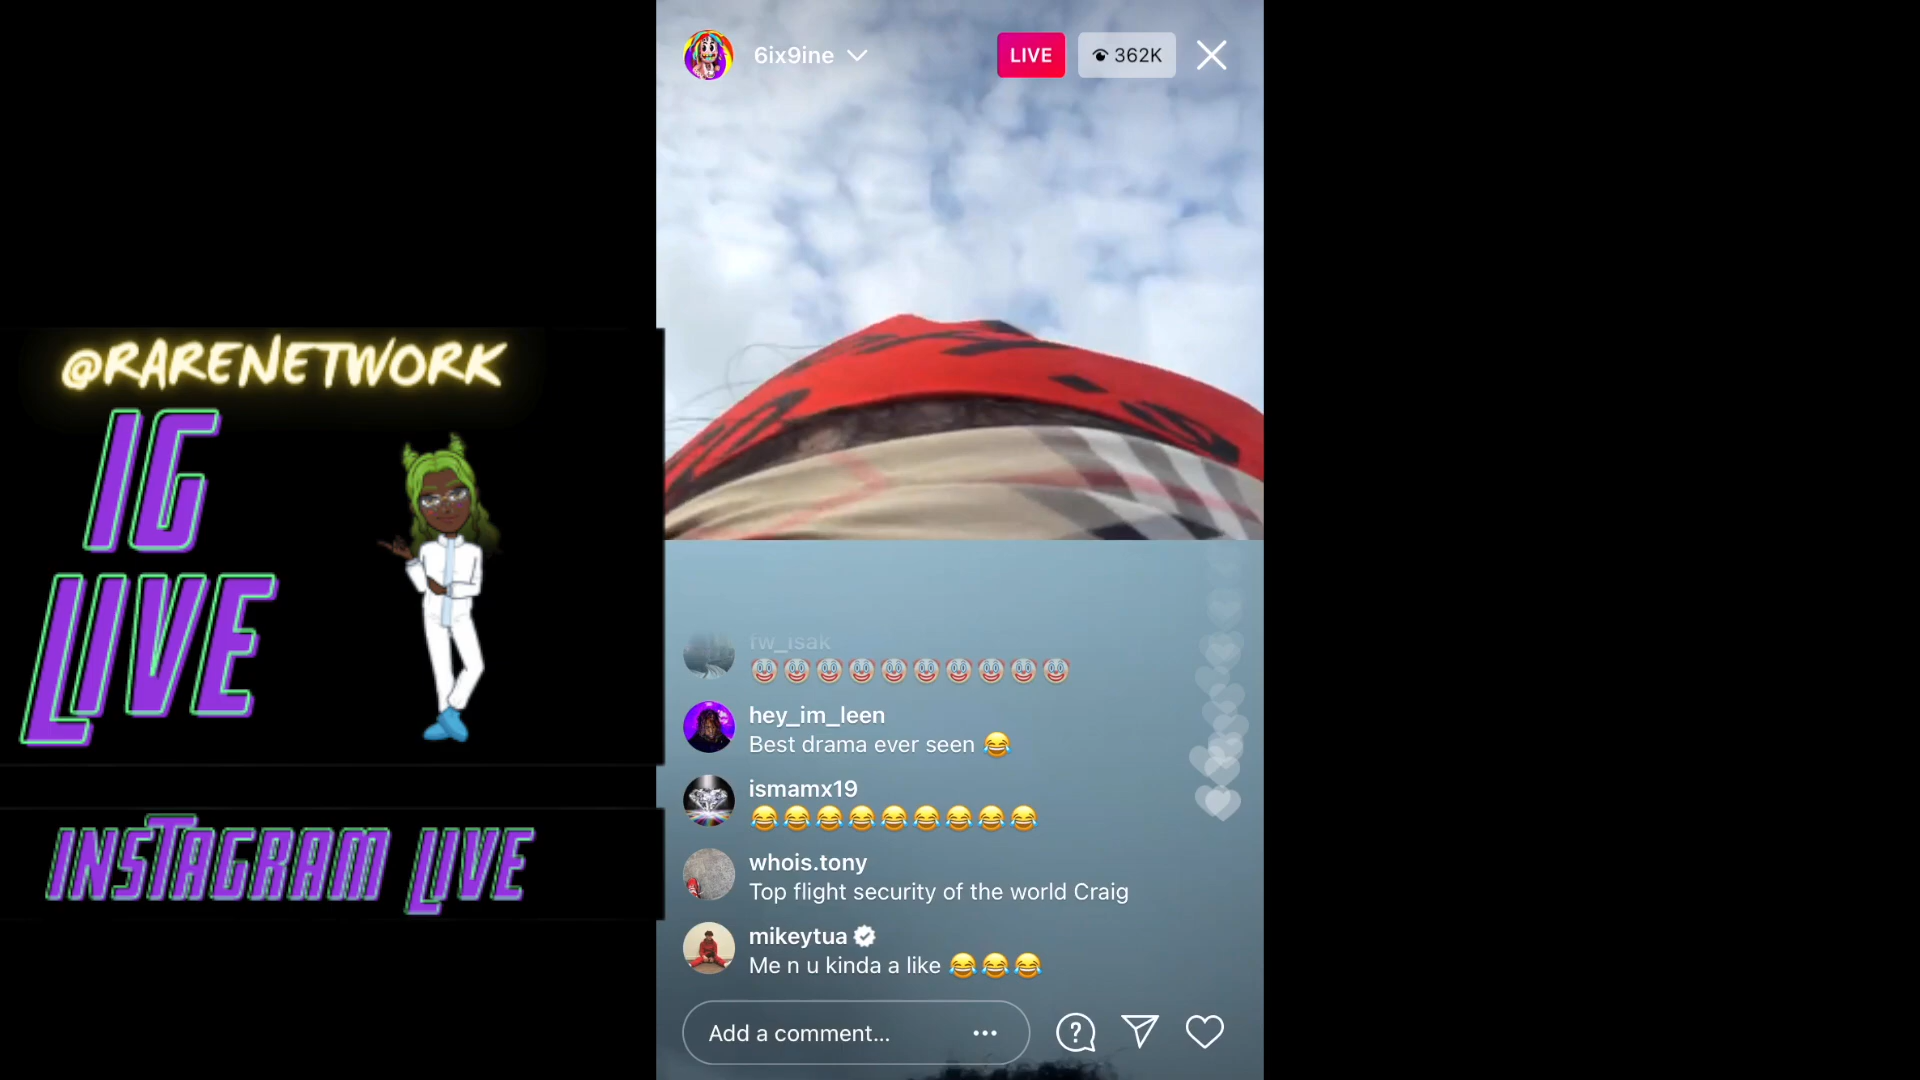 6ix9ine
LIVE
362K
@RARENETWORK
IG
LIVE
INSTAGRAM LIVE
fw_isak
🤡🤡🤡🤡🤡🤡🤡🤡🤡🤡
hey_im_leen
Best drama ever seen 😂
ismamx19
😂😂😂😂😂😂😂😂😂
whois.tony
Top flight security of the world Craig
mikeytua
Me n u kinda a like 😂😂😂
Add a comment...